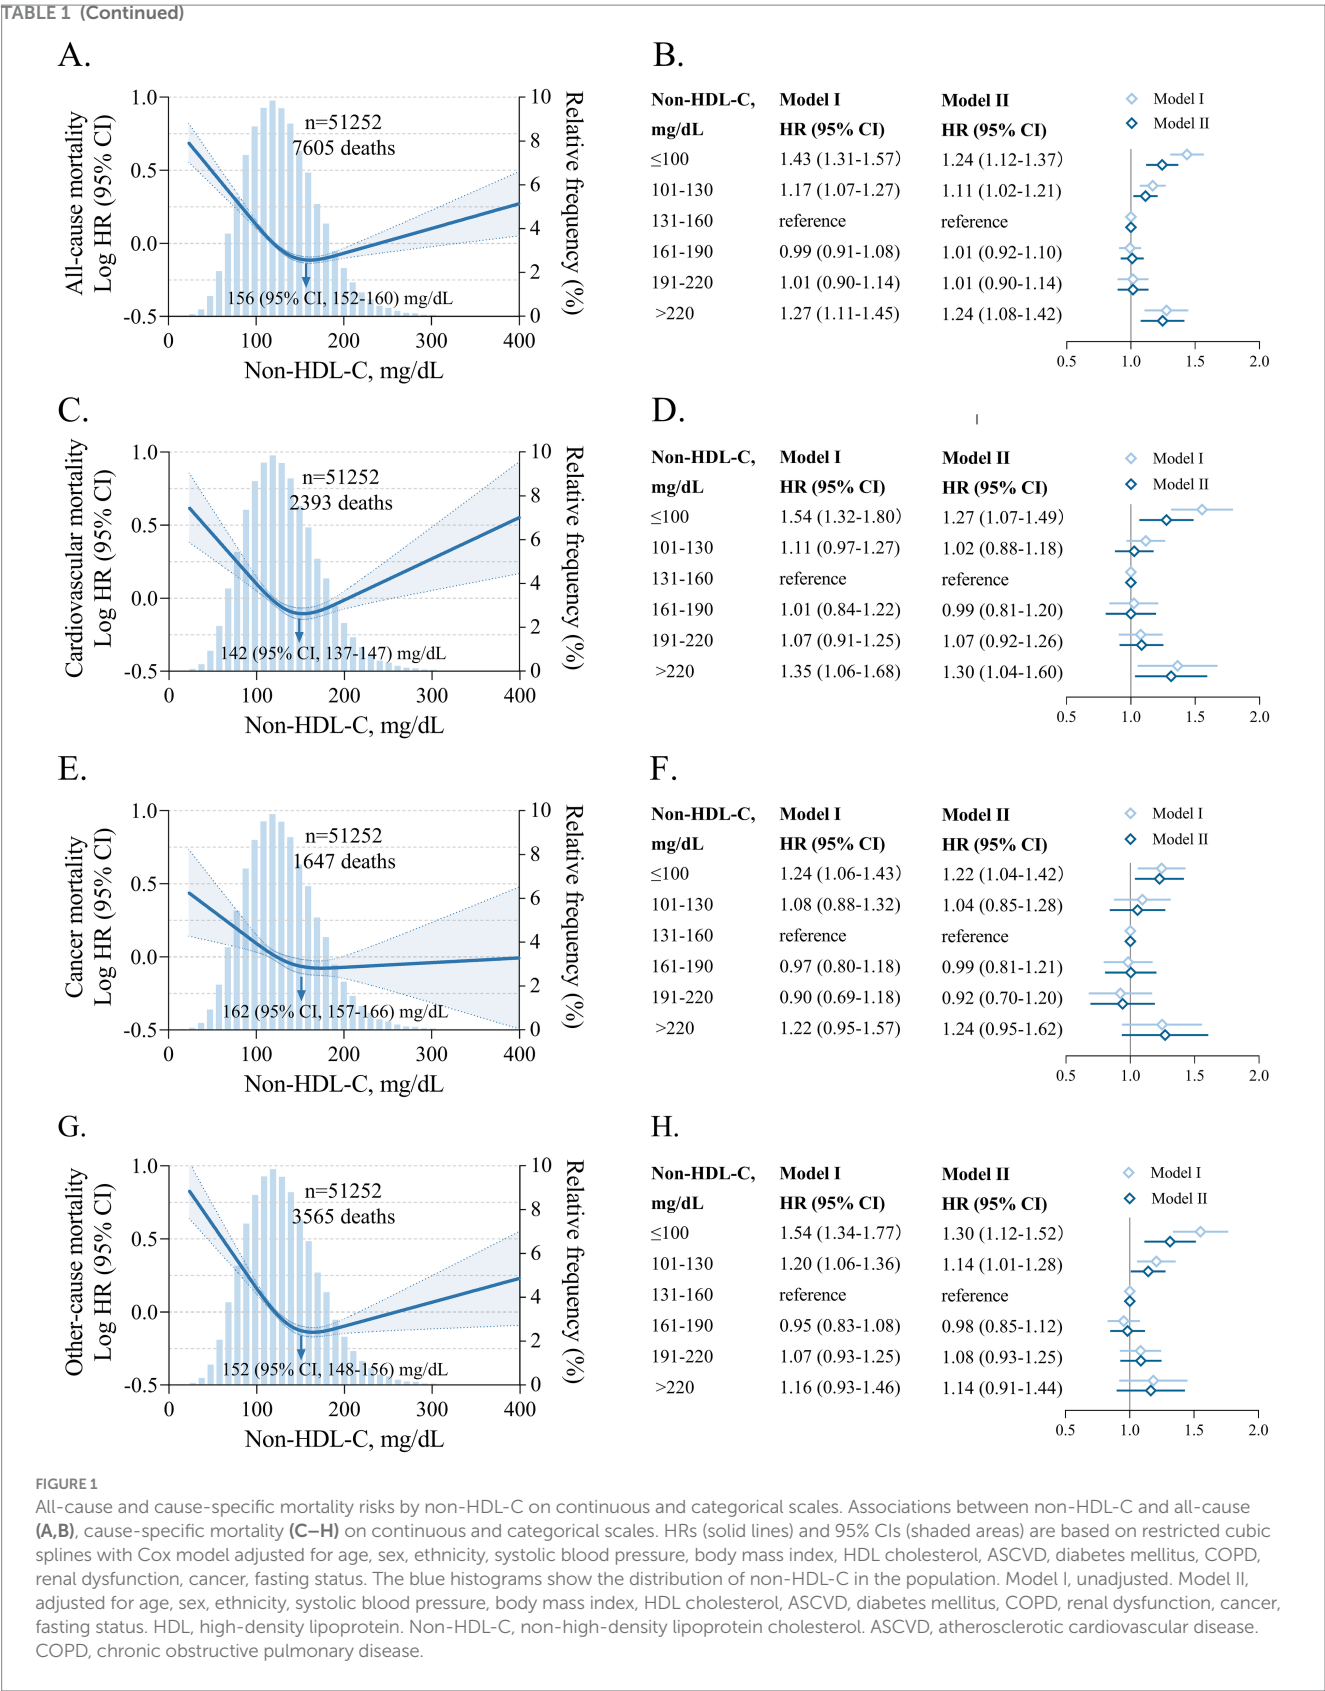 TABLE 1 (Continued)
A.
All-cause mortality
Log HR (95% CI)
1.0
0.5
0.0
-0.5
n=51252
7605 deaths
156 (95% CI, 152-160) mg/dL
10
8
6
4
2
0
Relative frequency (%)
0 100 200 300 400
Non-HDL-C, mg/dL
B.
Non-HDL-C, Model I Model II
mg/dL HR (95% CI) HR (95% CI)
≤100 1.43 (1.31-1.57) 1.24 (1.12-1.37)
101-130 1.17 (1.07-1.27) 1.11 (1.02-1.21)
131-160 reference reference
161-190 0.99 (0.91-1.08) 1.01 (0.92-1.10)
191-220 1.01 (0.90-1.14) 1.01 (0.90-1.14)
>220 1.27 (1.11-1.45) 1.24 (1.08-1.42)
Model I
Model II
0.5 1.0 1.5 2.0
C.
Cardiovascular mortality
Log HR (95% CI)
1.0
0.5
0.0
-0.5
n=51252
2393 deaths
142 (95% CI, 137-147) mg/dL
10
8
6
4
2
0
Relative frequency (%)
0 100 200 300 400
Non-HDL-C, mg/dL
D.
Non-HDL-C, Model I Model II
mg/dL HR (95% CI) HR (95% CI)
≤100 1.54 (1.32-1.80) 1.27 (1.07-1.49)
101-130 1.11 (0.97-1.27) 1.02 (0.88-1.18)
131-160 reference reference
161-190 1.01 (0.84-1.22) 0.99 (0.81-1.20)
191-220 1.07 (0.91-1.25) 1.07 (0.92-1.26)
>220 1.35 (1.06-1.68) 1.30 (1.04-1.60)
Model I
Model II
0.5 1.0 1.5 2.0
E.
Cancer mortality
Log HR (95% CI)
1.0
0.5
0.0
-0.5
n=51252
1647 deaths
162 (95% CI, 157-166) mg/dL
10
8
6
4
2
0
Relative frequency (%)
0 100 200 300 400
Non-HDL-C, mg/dL
F.
Non-HDL-C, Model I Model II
mg/dL HR (95% CI) HR (95% CI)
≤100 1.24 (1.06-1.43) 1.22 (1.04-1.42)
101-130 1.08 (0.88-1.32) 1.04 (0.85-1.28)
131-160 reference reference
161-190 0.97 (0.80-1.18) 0.99 (0.81-1.21)
191-220 0.90 (0.69-1.18) 0.92 (0.70-1.20)
>220 1.22 (0.95-1.57) 1.24 (0.95-1.62)
Model I
Model II
0.5 1.0 1.5 2.0
G.
Other-cause mortality
Log HR (95% CI)
1.0
0.5
0.0
-0.5
n=51252
3565 deaths
152 (95% CI, 148-156) mg/dL
10
8
6
4
2
0
Relative frequency (%)
0 100 200 300 400
Non-HDL-C, mg/dL
H.
Non-HDL-C, Model I Model II
mg/dL HR (95% CI) HR (95% CI)
≤100 1.54 (1.34-1.77) 1.30 (1.12-1.52)
101-130 1.20 (1.06-1.36) 1.14 (1.01-1.28)
131-160 reference reference
161-190 0.95 (0.83-1.08) 0.98 (0.85-1.12)
191-220 1.07 (0.93-1.25) 1.08 (0.93-1.25)
>220 1.16 (0.93-1.46) 1.14 (0.91-1.44)
Model I
Model II
0.5 1.0 1.5 2.0
FIGURE 1
All-cause and cause-specific mortality risks by non-HDL-C on continuous and categorical scales. Associations between non-HDL-C and all-cause
(A,B), cause-specific mortality (C–H) on continuous and categorical scales. HRs (solid lines) and 95% CIs (shaded areas) are based on restricted cubic
splines with Cox model adjusted for age, sex, ethnicity, systolic blood pressure, body mass index, HDL cholesterol, ASCVD, diabetes mellitus, COPD,
renal dysfunction, cancer, fasting status. The blue histograms show the distribution of non-HDL-C in the population. Model I, unadjusted. Model II,
adjusted for age, sex, ethnicity, systolic blood pressure, body mass index, HDL cholesterol, ASCVD, diabetes mellitus, COPD, renal dysfunction, cancer,
fasting status. HDL, high-density lipoprotein. Non-HDL-C, non-high-density lipoprotein cholesterol. ASCVD, atherosclerotic cardiovascular disease.
COPD, chronic obstructive pulmonary disease.